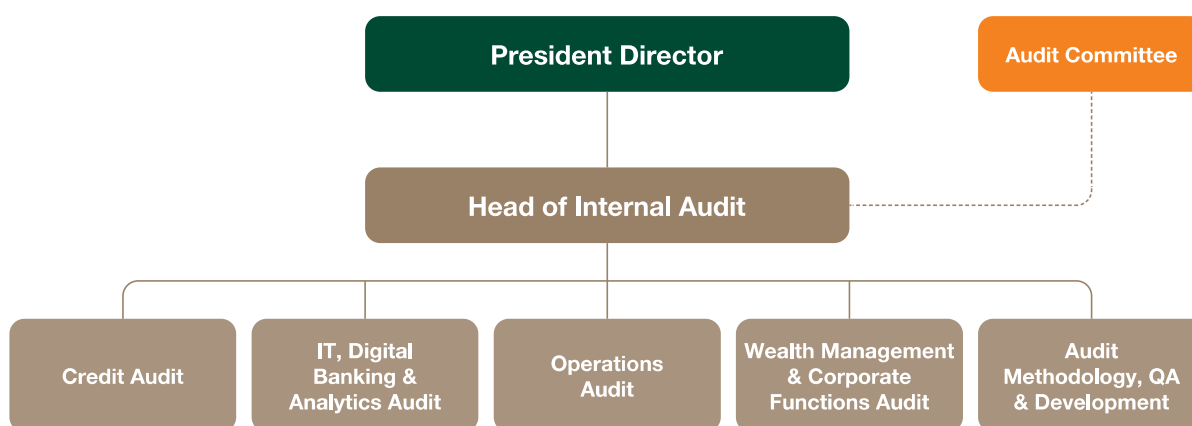 President Director
Audit Committee
Head of Internal Audit
Credit Audit
IT, Digital
Banking &
Analytics Audit
Operations
Audit
Wealth Management
& Corporate
Functions Audit
Audit
Methodology, QA
& Development